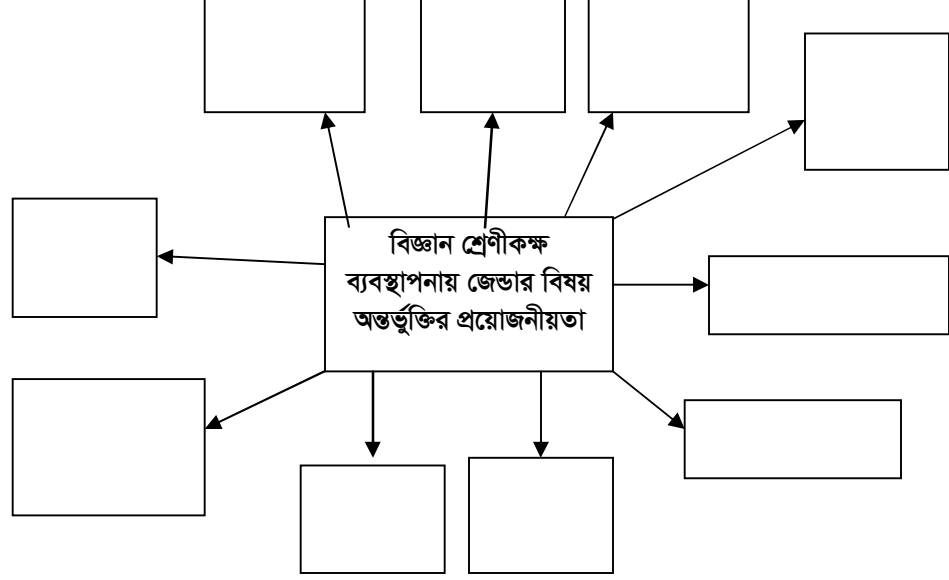 বিজ্ঞান শ্রেণীকক্ষ
ব্যবস্থাপনায় জেন্ডার বিষয়
অন্তর্ভুক্তির প্রয়োজনীয়তা